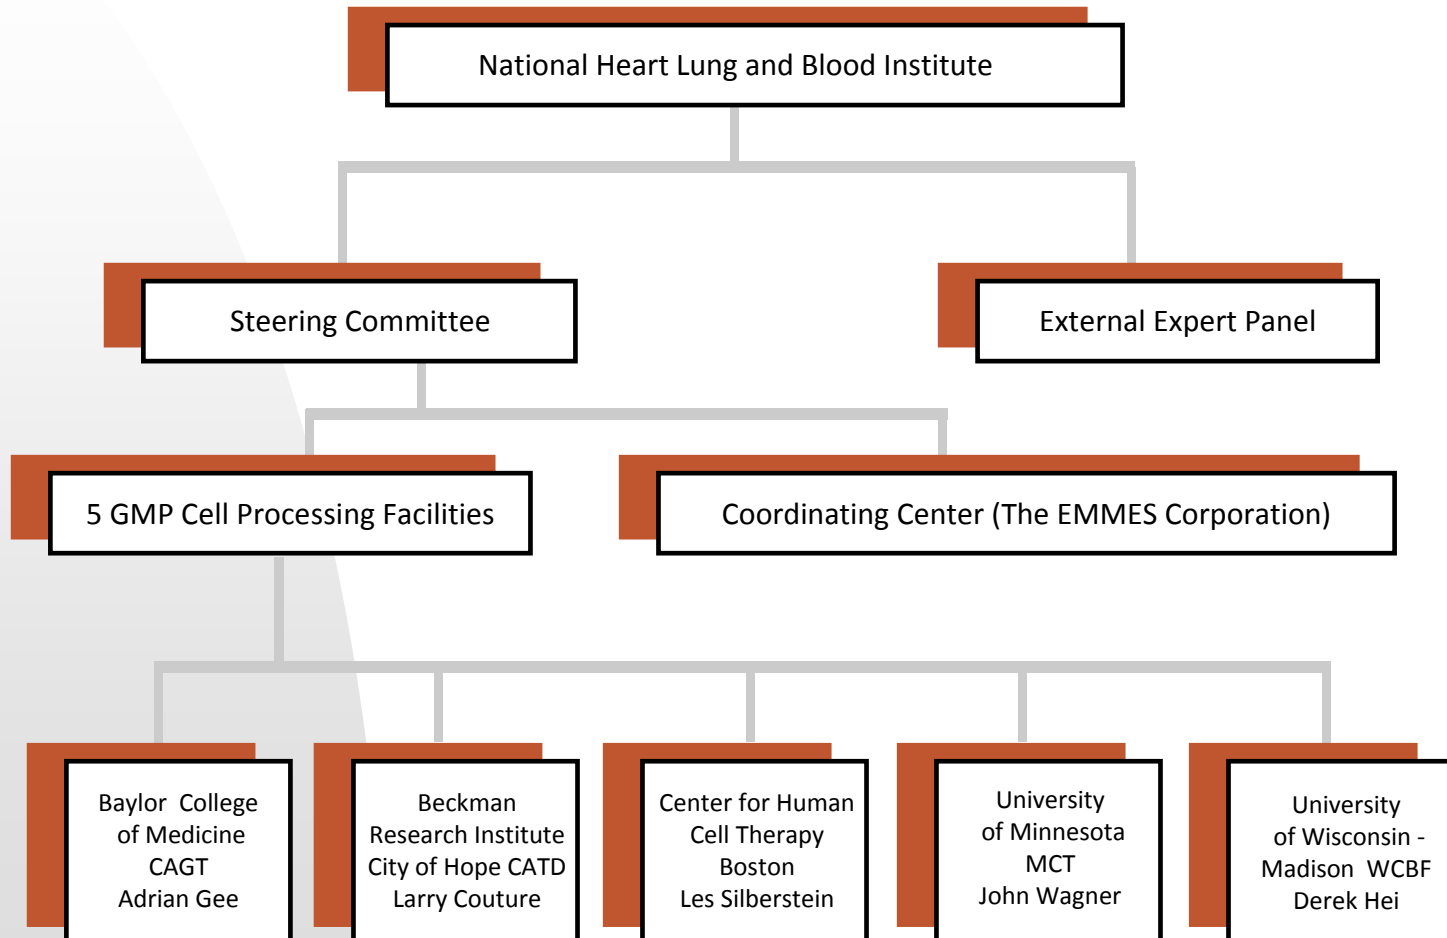 National Heart Lung and Blood Institute
Steering Committee
External Expert Panel
5 GMP Cell Processing Facilities
Coordinating Center (The EMMES Corporation)
Baylor College
of Medicine
CAGT
Adrian Gee
Beckman
Research Institute
City of Hope CATD
Larry Couture
Center for Human
Cell Therapy
Boston
Les Silberstein
University
of Minnesota
MCT
John Wagner
University
of Wisconsin -
Madison WCBF
Derek Hei